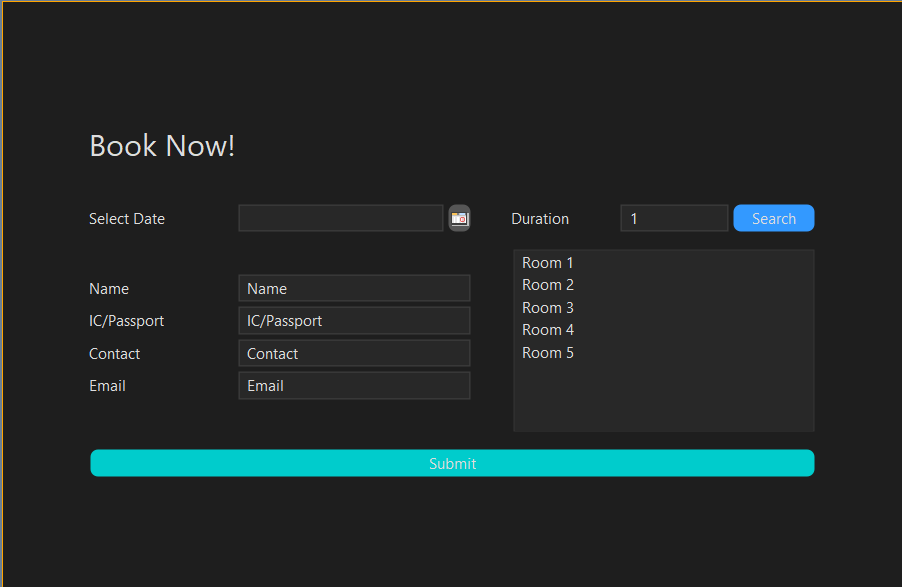 Book Now!
Select Date
Duration 1 Search
Name Name
IC/Passport IC/Passport
Contact Contact
Email Email
Room 1
Room 2
Room 3
Room 4
Room 5
Submit